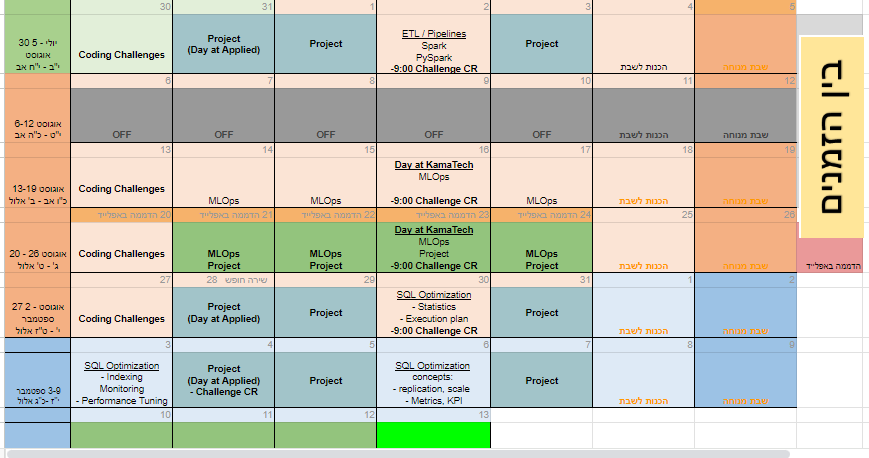 30 31 1 2 3 4 5
30 יולי - 5
אוגוסט
י"ב - י"ח אב
Coding Challenges
Project
(Day at Applied)
Project
ETL / Pipelines
Spark
PySpark
-9:00 Challenge CR
Project
הכנות לשבת
שבת מנוחה
בין הזמנים
6 7 8 9 10 11 12
6-12 אוגוסט
י"ט - כ"ה אב
OFF
OFF
OFF
OFF
OFF
הכנות לשבת
שבת מנוחה
13 14 15 16 17 18 19
13-19 אוגוסט
כ"ו אב - ב' אלול
Coding Challenges
MLOps
MLOps
Day at KamaTech
MLOps
-9:00 Challenge CR
MLOps
הכנות לשבת
שבת מנוחה
20 הדממה באפלייד
21 הדממה באפלייד
22 הדממה באפלייד
23 הדממה באפלייד
24 הדממה באפלייד
25 26
20 - 26 אוגוסט
ג' - ט' אלול
Coding Challenges
MLOps
Project
MLOps
Project
Day at KamaTech
MLOps
Project
-9:00 Challenge CR
MLOps
Project
הכנות לשבת
שבת מנוחה
הדממה באפלייד
27
שירה חופש 28
29 30 31 1 2
27 אוגוסט - 2
ספטמבר
י' - ט"ז אלול
Coding Challenges
Project
(Day at Applied)
Project
SQL Optimization
- Statistics
- Execution plan
-9:00 Challenge CR
Project
הכנות לשבת
שבת מנוחה
3 4 5 6 7 8 9
3-9 ספטמבר
י"ז -כ"ג אלול
SQL Optimization
- Indexing
Monitoring
- Performance Tuning
Project
(Day at Applied)
- Challenge CR
Project
SQL Optimization
concepts:
- replication, scale
- Metrics, KPI
Project
הכנות לשבת
שבת מנוחה
10 11 12 13